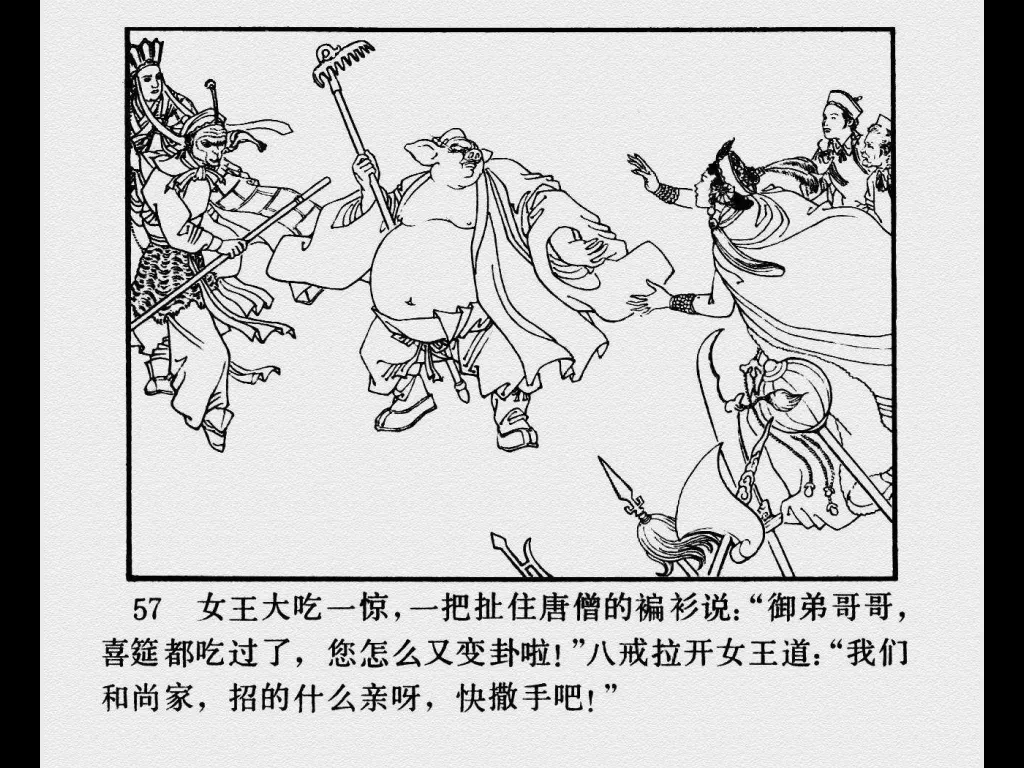 57 女王大吃一惊，一把扯住唐僧的褊衫说：“御弟哥哥，
喜筵都吃过了，您怎么又变卦啦！”八戒拉开女王道：“我们
和尚家，招的什么亲呀，快撒手吧！”